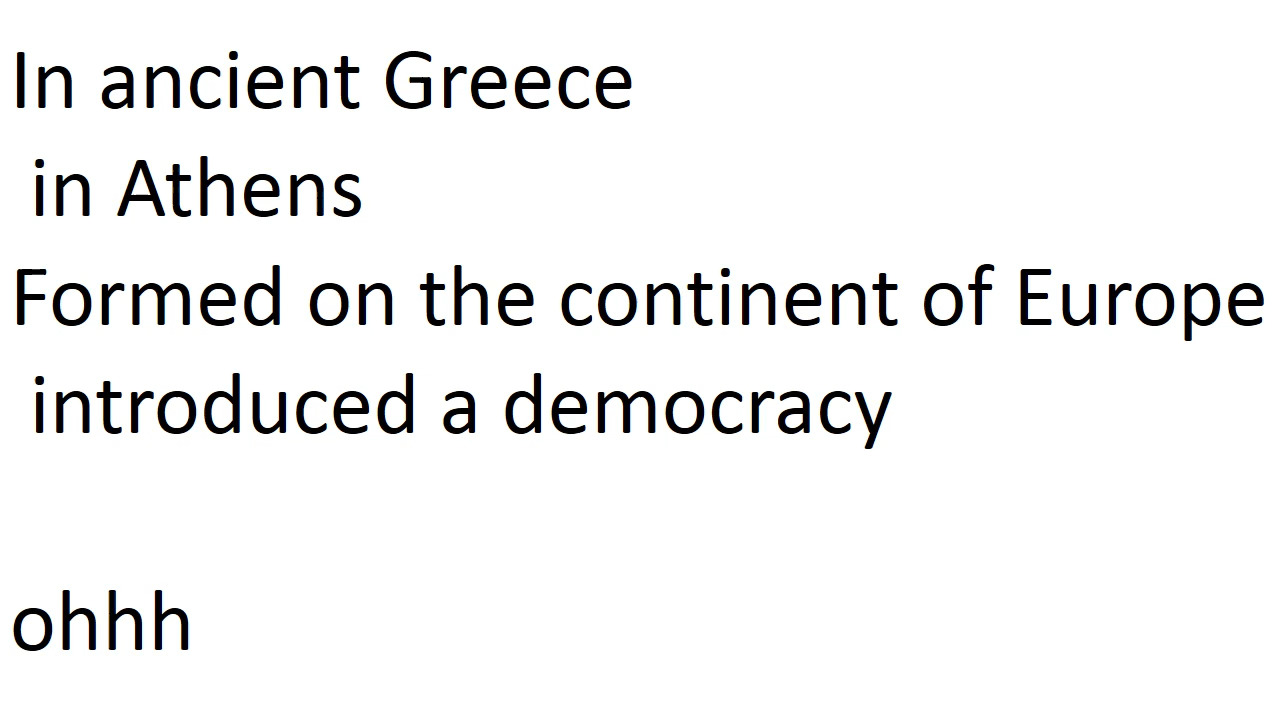 In ancient Greece
in Athens
Formed on the continent of Europe
introduced a democracy
ohhh